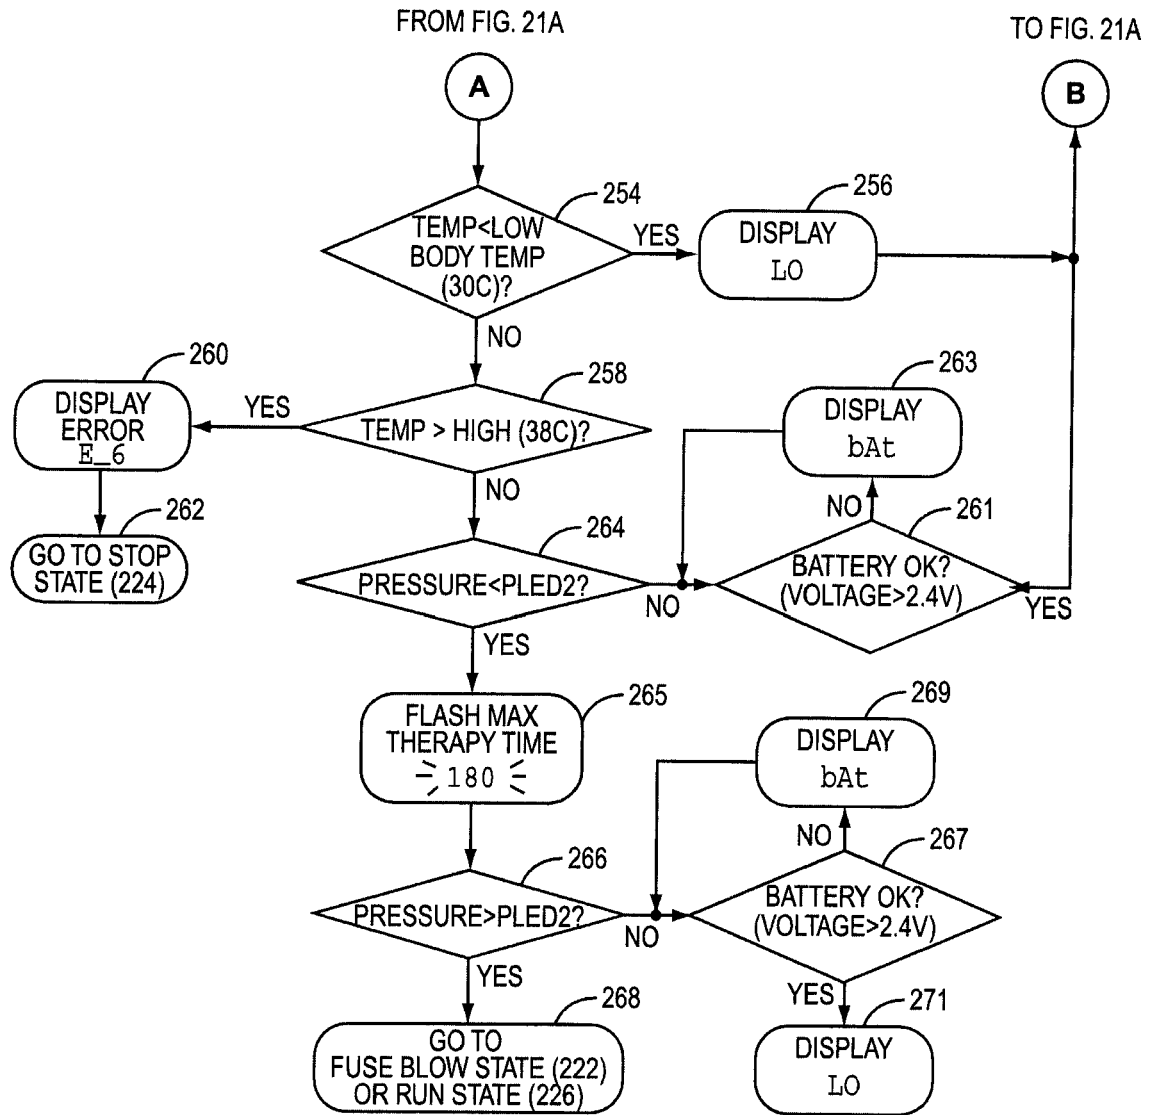 FROM FIG. 21A
TO FIG. 21A
A
B
254
TEMP<LOW
BODY TEMP
(30C)?
YES
256
DISPLAY
LO
NO
260
DISPLAY
ERROR
E_6
YES
258
TEMP > HIGH (38C)?
263
DISPLAY
bAt
NO
262
GO TO STOP
STATE (224)
264
PRESSURE<PLED2?
NO
NO
261
BATTERY OK?
(VOLTAGE>2.4V)
YES
YES
265
FLASH MAX
THERAPY TIME
180
269
DISPLAY
bAt
266
PRESSURE>PLED2?
NO
NO
267
BATTERY OK?
(VOLTAGE>2.4V)
YES
YES
268
GO TO
FUSE BLOW STATE (222)
OR RUN STATE (226)
271
DISPLAY
LO